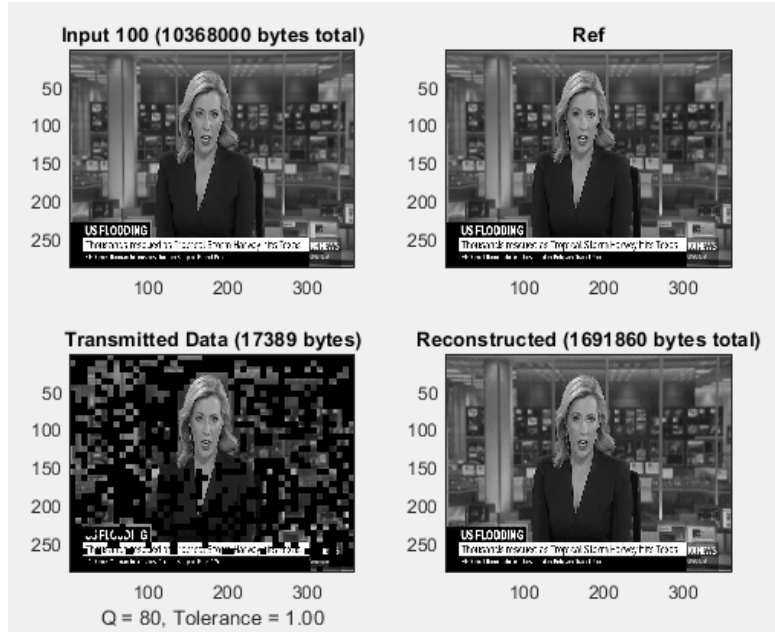 Input 100 (10368000 bytes total)
50
100
150
200
250
US FLOODING
Thousands rescued as Tropical Storm Harvey hits Texas
NEWS
100 200 300
Ref
50
100
150
200
250
US FLOODING
Thousands rescued as Tropical Storm Harvey hits Texas
NEWS
100 200 300
Transmitted Data (17389 bytes)
50
100
150
200
250
100 200 300
Q = 80, Tolerance = 1.00
Reconstructed (1691860 bytes total)
50
100
150
200
250
US FLOODING
Thousands rescued as Tropical Storm Harvey hits Texas
NEWS
100 200 300